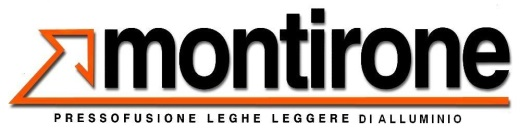 montirone
PRESSOFUSIONE LEGHE LEGGERE DI ALLUMINIO